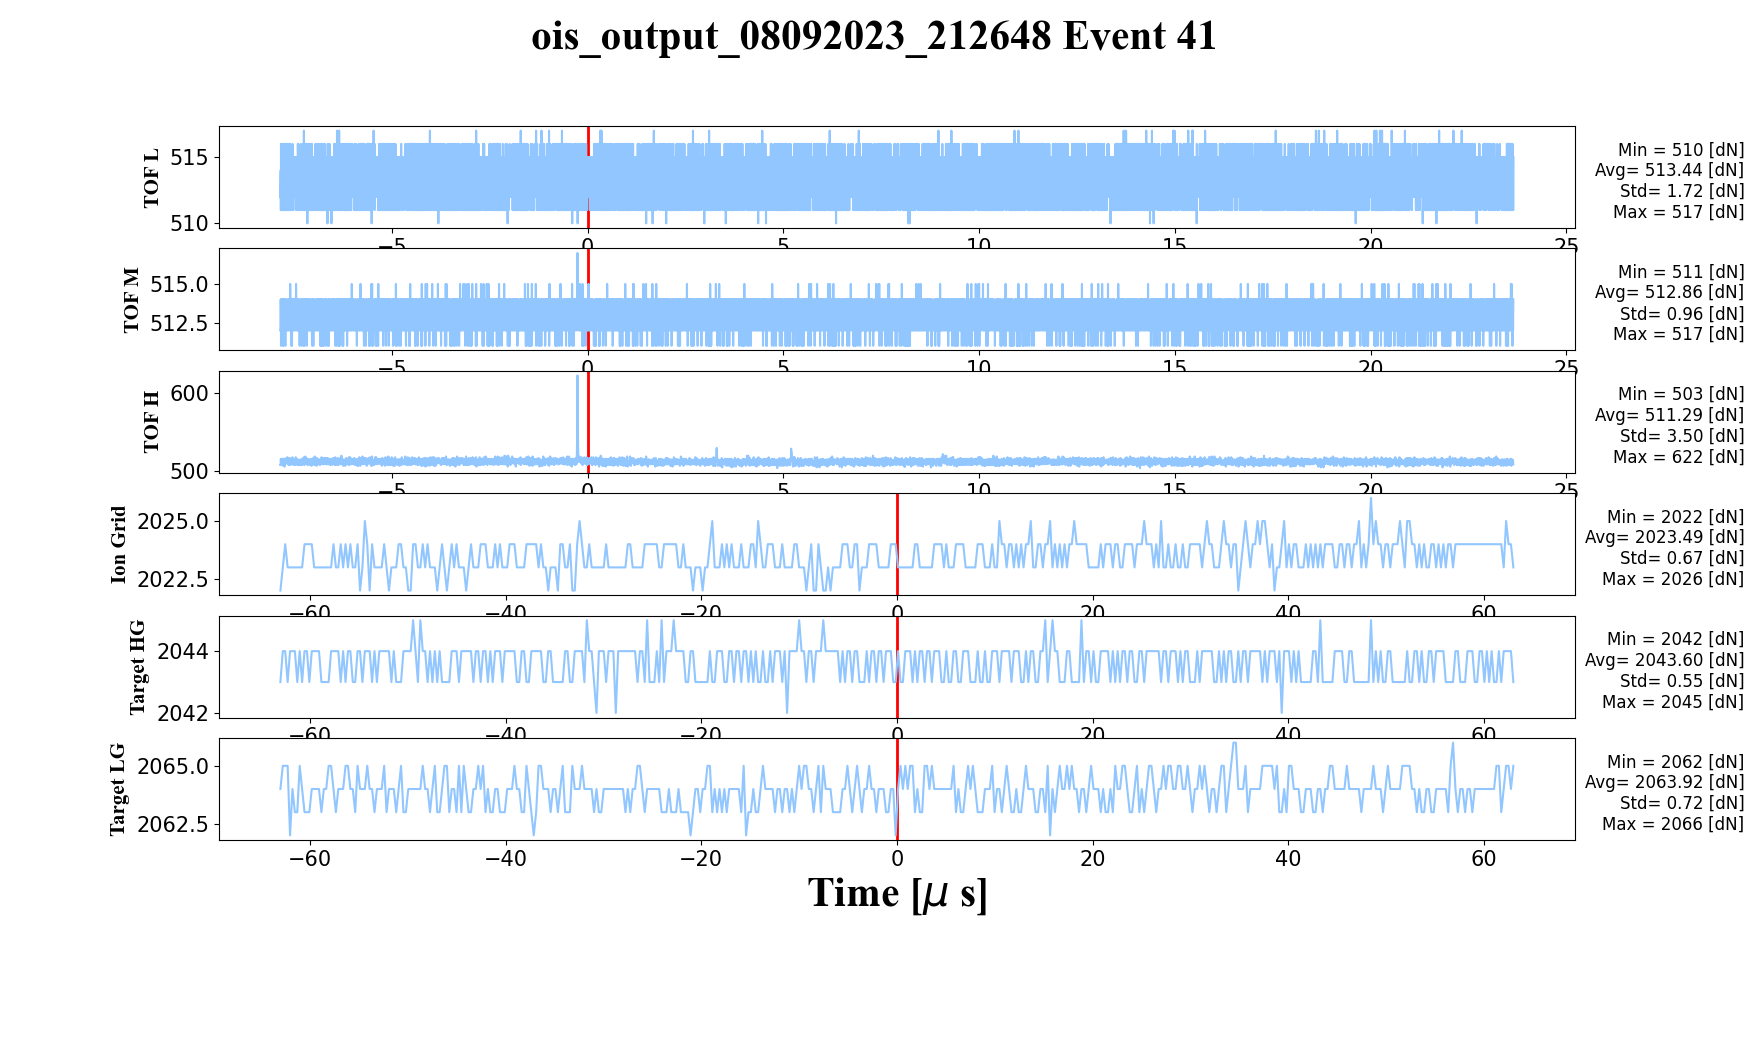 ois_output_08092023_212648 Event 41
TOF L
515
510
−5 0 5 10 15 20 25
Min = 510 [dN]
Avg= 513.44 [dN]
Std= 1.72 [dN]
Max = 517 [dN]
TOF M
515.0
512.5
−5 0 5 10 15 20 25
Min = 511 [dN]
Avg= 512.86 [dN]
Std= 0.96 [dN]
Max = 517 [dN]
TOF H
600
500
−5 0 5 10 15 20 25
Min = 503 [dN]
Avg= 511.29 [dN]
Std= 3.50 [dN]
Max = 622 [dN]
Ion Grid
2025.0
2022.5
−60 −40 −20 0 20 40 60
Min = 2022 [dN]
Avg= 2023.49 [dN]
Std= 0.67 [dN]
Max = 2026 [dN]
Target HG
2044
2042
−60 −40 −20 0 20 40 60
Min = 2042 [dN]
Avg= 2043.60 [dN]
Std= 0.55 [dN]
Max = 2045 [dN]
Target LG
2065.0
2062.5
−60 −40 −20 0 20 40 60
Min = 2062 [dN]
Avg= 2063.92 [dN]
Std= 0.72 [dN]
Max = 2066 [dN]
Time [μ s]